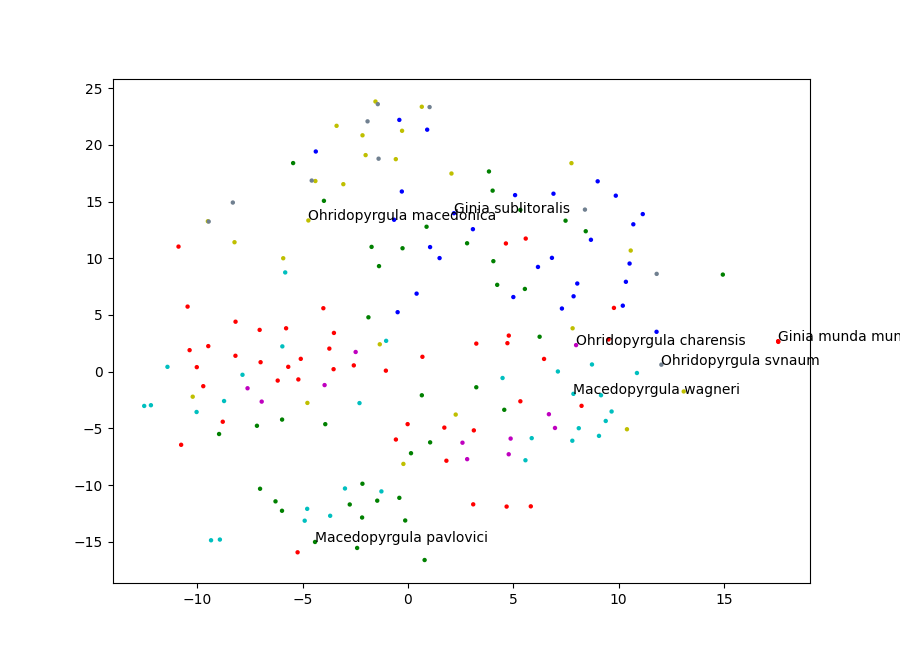 25
20
15
Ginia sublitoralis
Ohridopyrgula macedonica
10
5
Ginia munda mun
Ohridopyrgula charensis
Ohridopyrgula svnaum
0
Macedopyrgula wagneri
−5
−10
Macedopyrgula pavlovici
−15
−10 −5 0 5 10 15